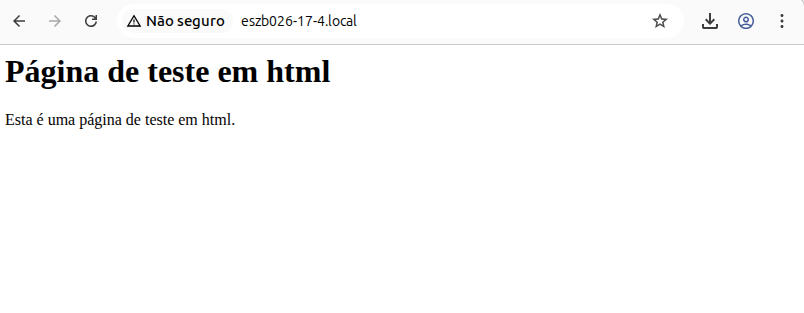 Não seguro eszb026-17-4.local
Página de teste em html
Esta é uma página de teste em html.